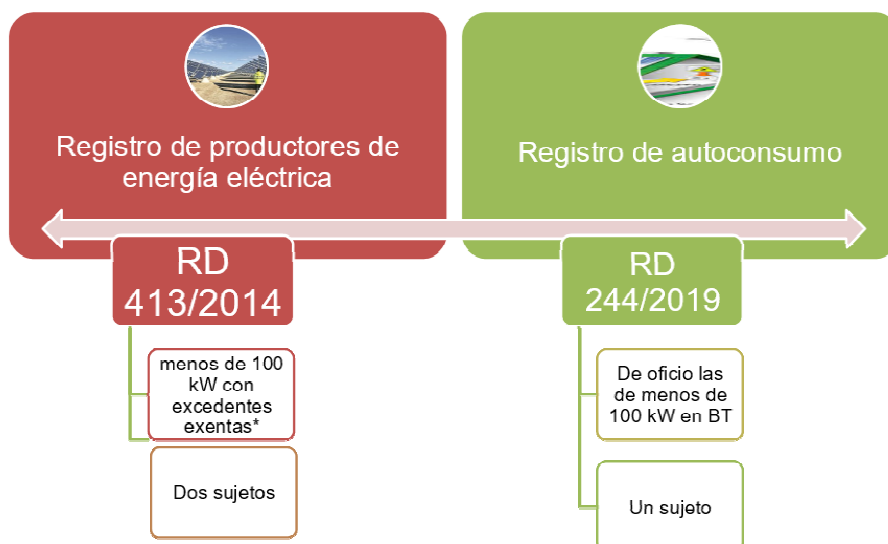 Registro de productores de
energía eléctrica
RD
413/2014
menos de 100
kW con
excedentes
exentas*
Dos sujetos
Registro de autoconsumo
RD
244/2019
De oficio las
de menos de
100 kW en BT
Un sujeto